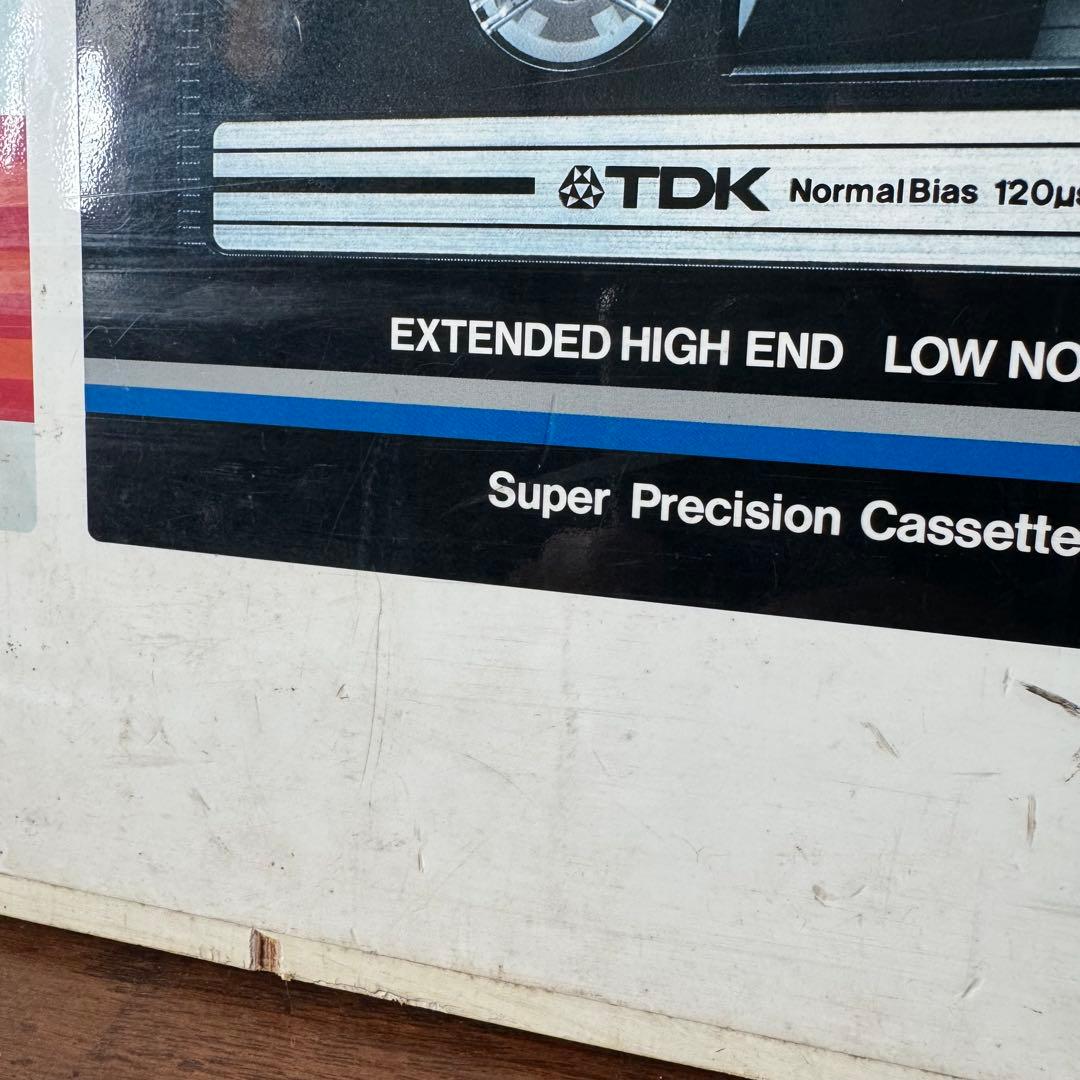 TDK Normal Bias 120µs
EXTENDED HIGH END LOW NO
Super Precision Cassette